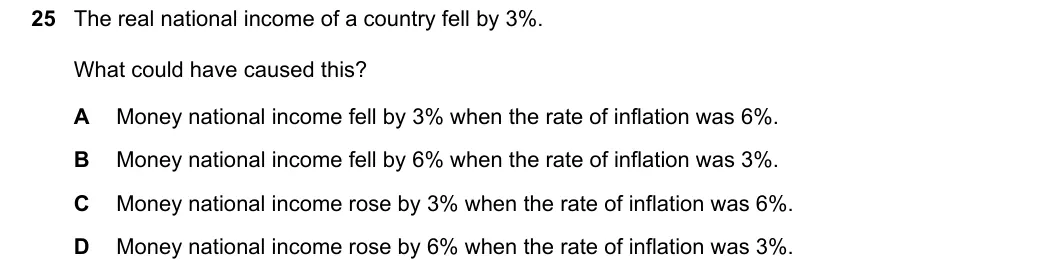 25 The real national income of a country fell by 3%.
What could have caused this?
A Money national income fell by 3% when the rate of inflation was 6%.
B Money national income fell by 6% when the rate of inflation was 3%.
C Money national income rose by 3% when the rate of inflation was 6%.
D Money national income rose by 6% when the rate of inflation was 3%.